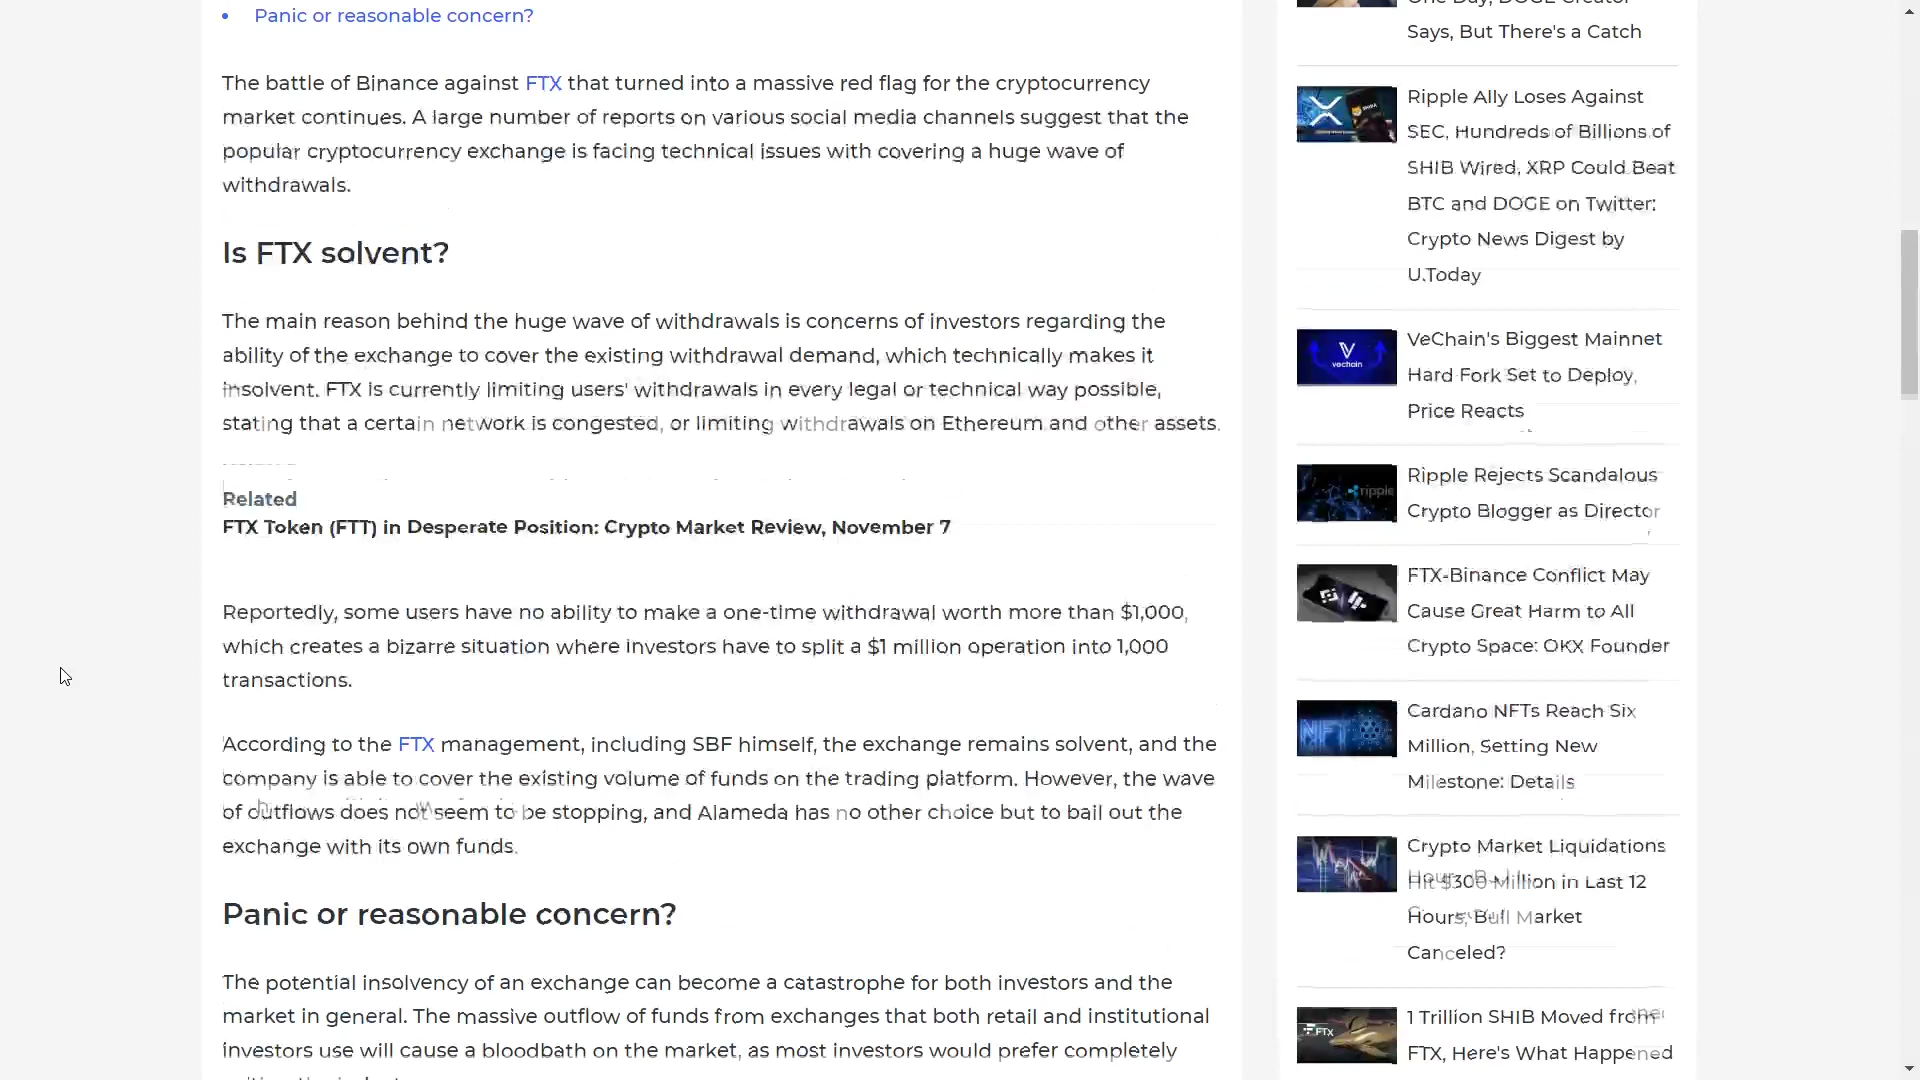 Panic or reasonable concern?
The battle of Binance against FTX that turned into a massive red flag for the cryptocurrency
market continues. A large number of reports on various social media channels suggest that the
popular cryptocurrency exchange is facing technical issues with covering a huge wave of
withdrawals.
Is FTX solvent?
The main reason behind the huge wave of withdrawals is concerns of investors regarding the
ability of the exchange to cover the existing withdrawal demand, which technically makes it
insolvent. FTX is currently limiting users' withdrawals in every legal or technical way possible,
stating that a certain network is congested, or limiting withdrawals on Ethereum and other assets.
Related
FTX Token (FTT) in Desperate Position: Crypto Market Review, November 7
Reportedly, some users have no ability to make a one-time withdrawal worth more than $1,000,
which creates a bizarre situation where investors have to split a $1 million operation into 1,000
transactions.
According to the FTX management, including SBF himself, the exchange remains solvent, and the
company is able to cover the existing volume of funds on the trading platform. However, the wave
of outflows does not seem to be stopping, and Alameda has no other choice but to bail out the
exchange with its own funds.
Panic or reasonable concern?
The potential insolvency of an exchange can become a catastrophe for both investors and the
market in general. The massive outflow of funds from exchanges that both retail and institutional
investors use will cause a bloodbath on the market, as most investors would prefer completely
Says, But There's a Catch
Ripple Ally Loses Against
SEC, Hundreds of Billions of
SHIB Wired, XRP Could Beat
BTC and DOGE on Twitter:
Crypto News Digest by
U.Today
vechain
VeChain's Biggest Mainnet
Hard Fork Set to Deploy,
Price Reacts
ripple
Ripple Rejects Scandalous
Crypto Blogger as Director
FTX-Binance Conflict May
Cause Great Harm to All
Crypto Space: OKX Founder
NFT
Cardano NFTs Reach Six
Million, Setting New
Milestone: Details
Crypto Market Liquidations
Hit $300 Million in Last 12
Hours, Bull Market
Canceled?
FTX
1 Trillion SHIB Moved from
FTX, Here's What Happened